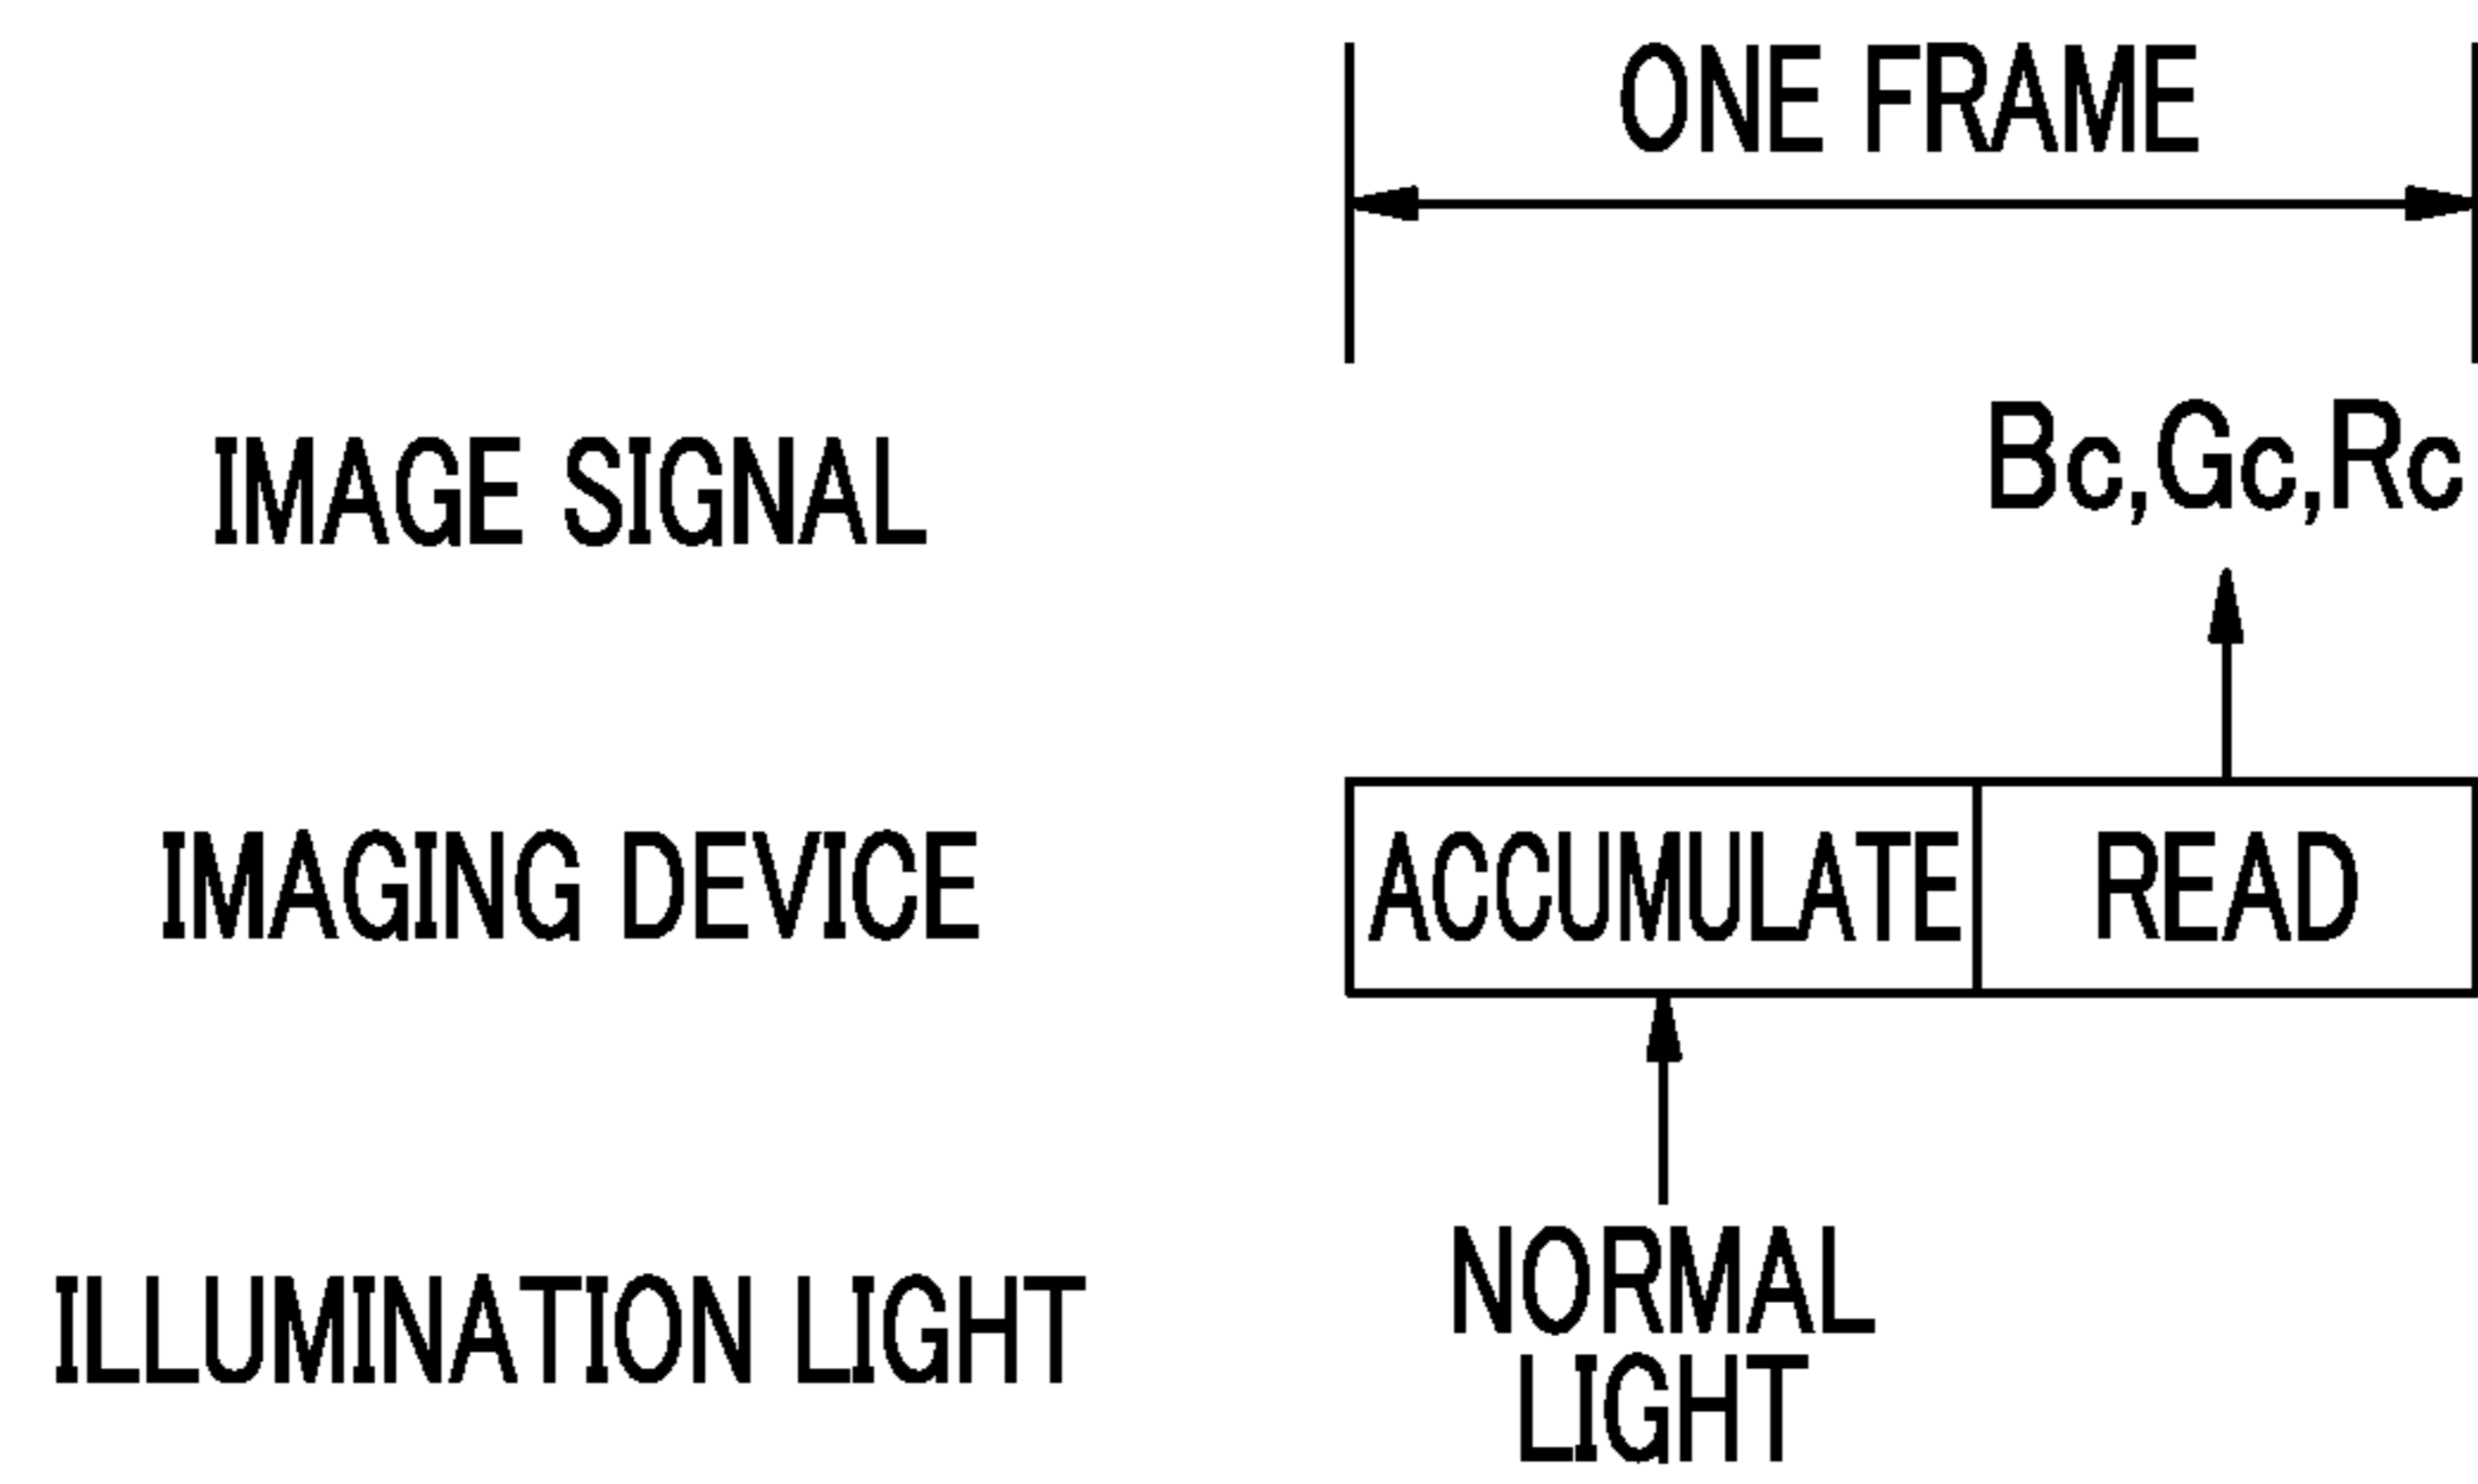 ONE FRAME
IMAGE SIGNAL
Bc,Gc,Rc
IMAGING DEVICE
ACCUMULATE
READ
ILLUMINATION LIGHT
NORMAL
LIGHT